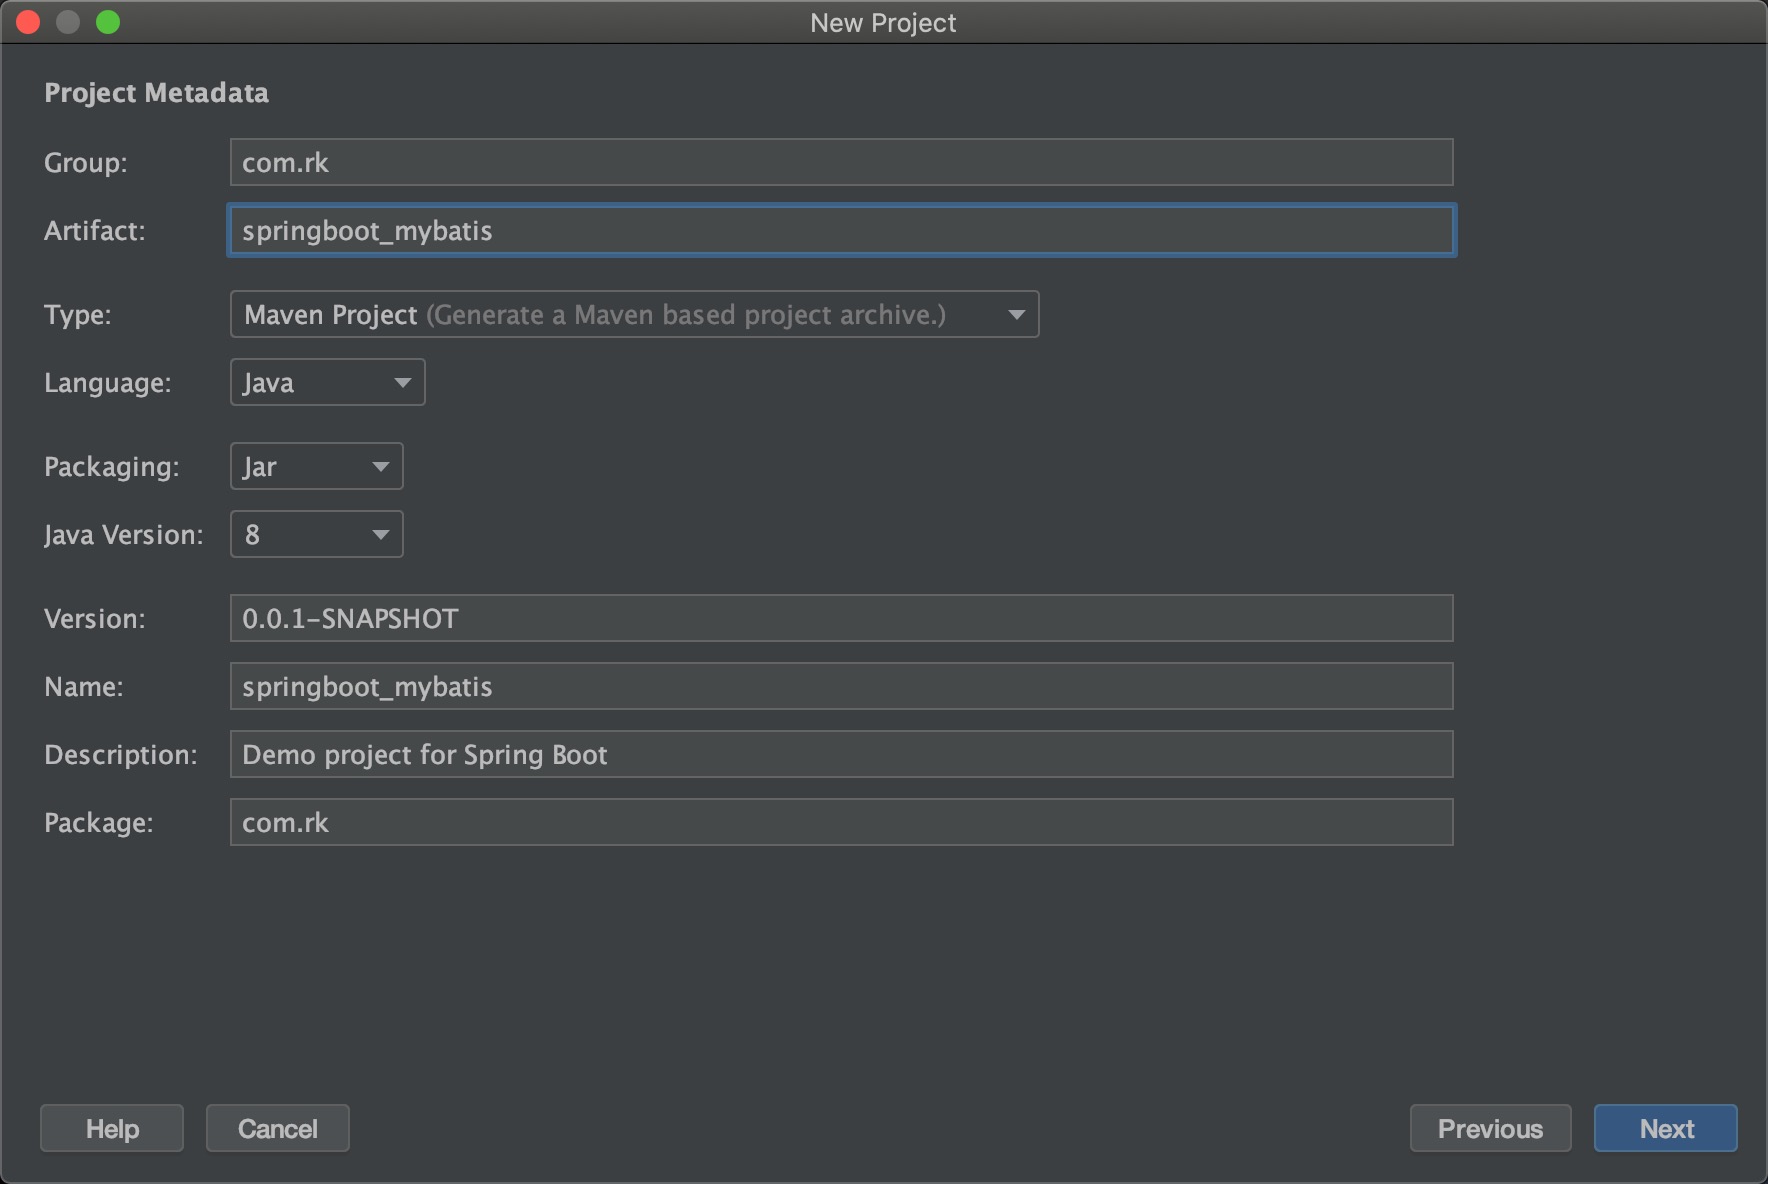 New Project
Project Metadata
Group: com.rk
Artifact: springboot_mybatis
Type: Maven Project (Generate a Maven based project archive.)
Language: Java
Packaging: Jar
Java Version: 8
Version: 0.0.1-SNAPSHOT
Name: springboot_mybatis
Description: Demo project for Spring Boot
Package: com.rk
Help Cancel Previous Next